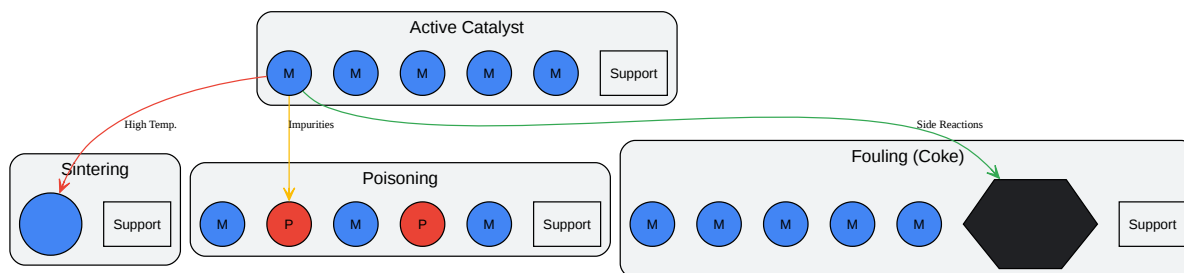 Active Catalyst
M M M M M Support
High Temp. Impurities Side Reactions
Sintering
Support
Poisoning
M P M P M Support
Fouling (Coke)
M M M M M Support